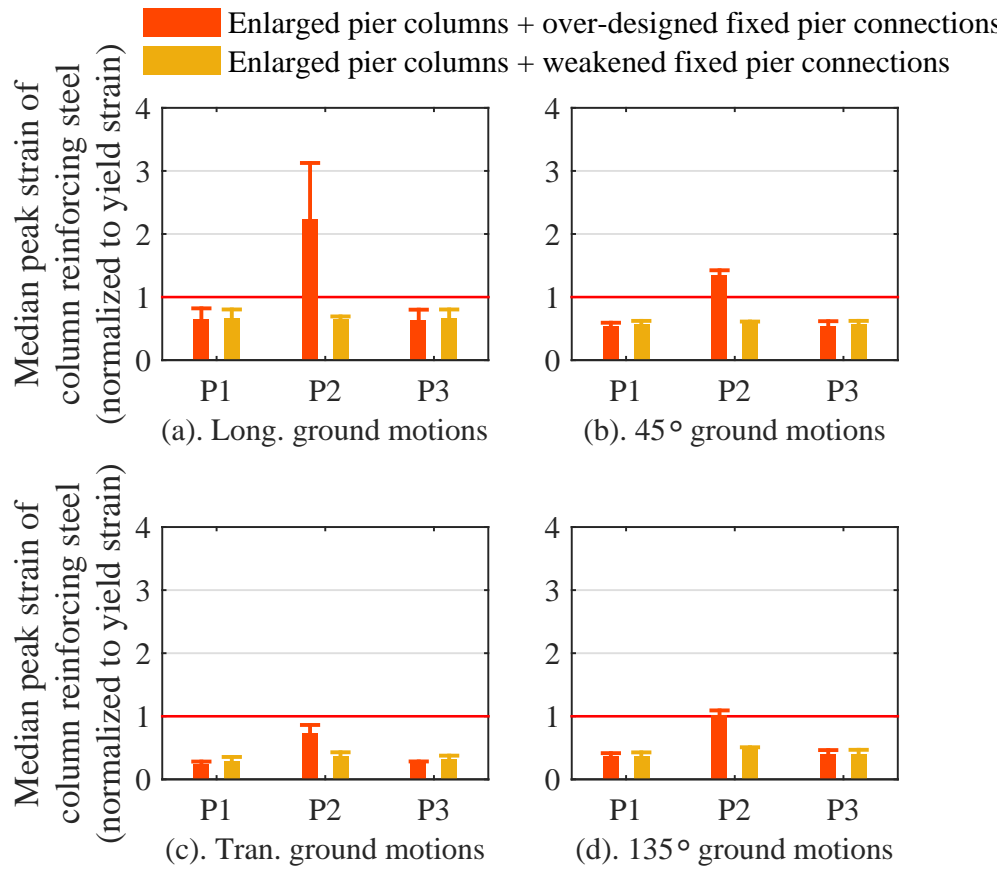 Enlarged pier columns + over-designed fixed pier connections
Enlarged pier columns + weakened fixed pier connections
Median peak strain of
column reinforcing steel
(normalized to yield strain)
4
3
2
1
0
P1 P2 P3
(a). Long. ground motions
4
3
2
1
0
P1 P2 P3
(b). 45° ground motions
Median peak strain of
column reinforcing steel
(normalized to yield strain)
4
3
2
1
0
P1 P2 P3
(c). Tran. ground motions
4
3
2
1
0
P1 P2 P3
(d). 135° ground motions